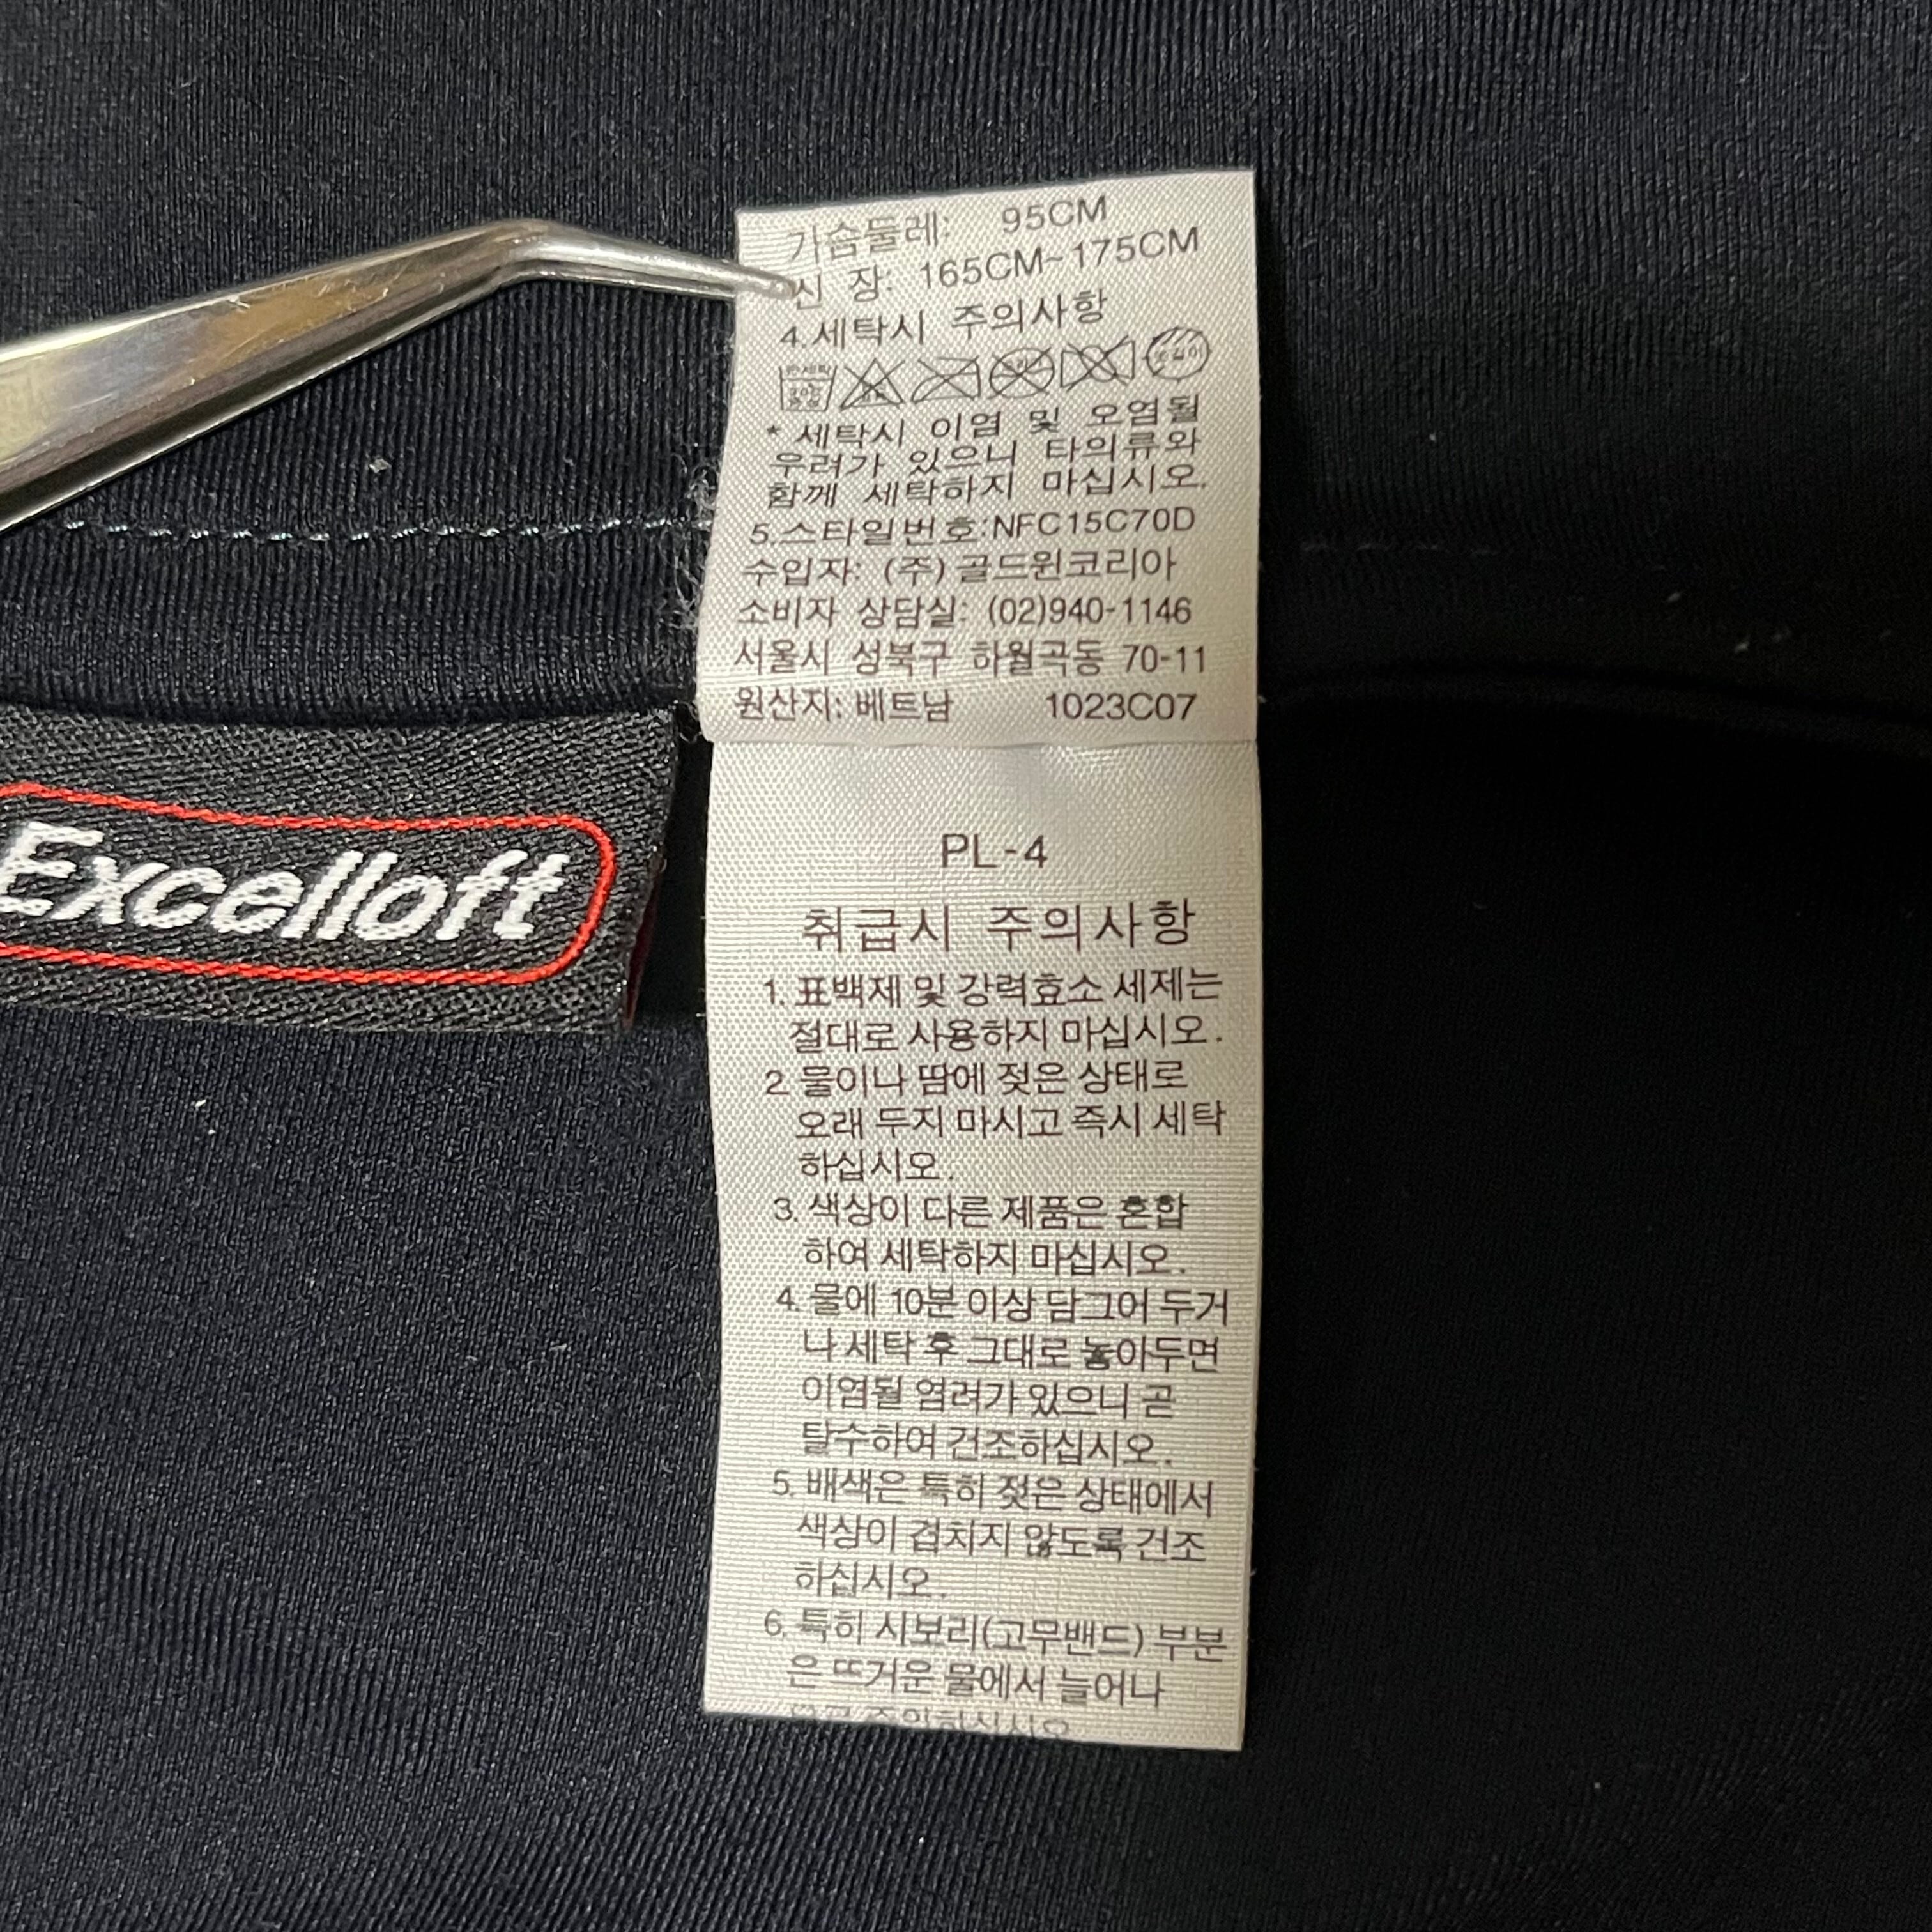 가슴둘레: 95CM
신 장: 165CM~175CM
4.세탁시 주의사항
* 세탁시 이염 및 오염될
우려가 있으니 타의류와
함께 세탁하지 마십시오.
5.스타일번호:NFC15C70D
수입자: (주)골드윈코리아
소비자 상담실: (02)940-1146
서울시 성북구 하월곡동 70-11
원산지: 베트남 1023C07
Excelloft
PL-4
취급시 주의사항
1. 표백제 및 강력효소 세제는
절대로 사용하지 마십시오.
2. 물이나 땀에 젖은 상태로
오래 두지 마시고 즉시 세탁
하십시오.
3. 색상이 다른 제품은 혼합
하여 세탁하지 마십시오.
4. 물에 10분 이상 담그어 두거
나 세탁 후 그대로 놓아두면
이염될 염려가 있으니 곧
탈수하여 건조하십시오.
5. 배색은 특히 젖은 상태에서
색상이 겹치지 않도록 건조
하십시오.
6. 특히 시보리(고무밴드) 부분
은 뜨거운 물에서 늘어나